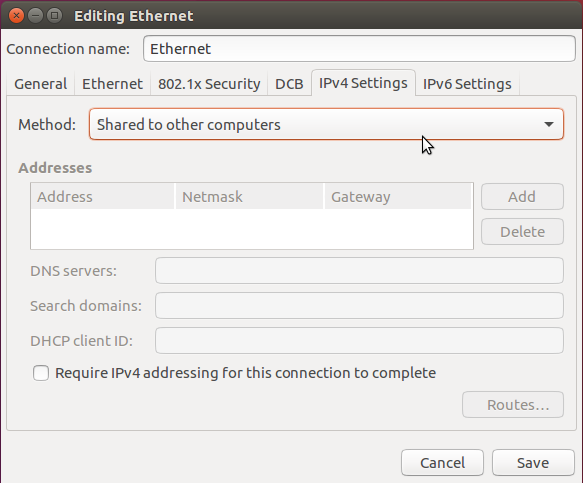 Editing Ethernet
Connection name: Ethernet
General Ethernet 802.1x Security DCB IPv4 Settings IPv6 Settings
Method: Shared to other computers
Addresses
Address Netmask Gateway Add
Delete
DNS servers:
Search domains:
DHCP client ID:
Require IPv4 addressing for this connection to complete
Routes…
Cancel Save